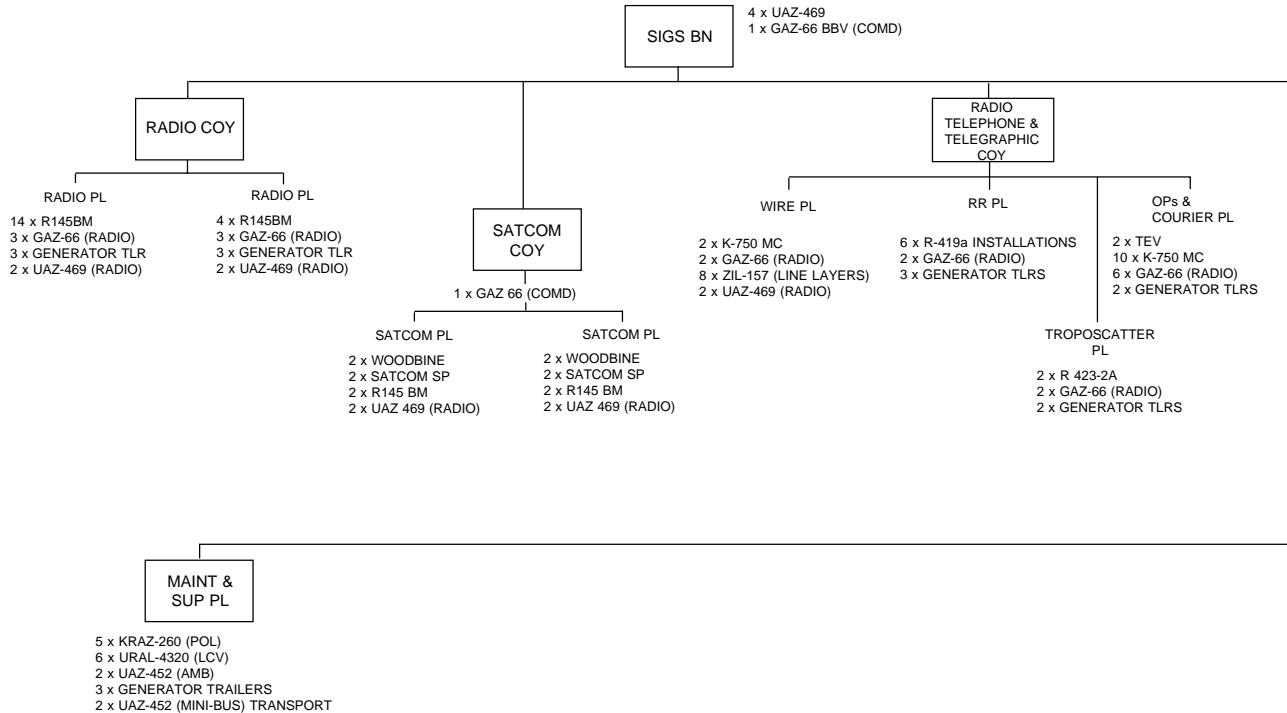 SIGS BN
4 x UAZ-469
1 x GAZ-66 BBV (COMD)
RADIO COY
RADIO PL
14 x R145BM
3 x GAZ-66 (RADIO)
3 x GENERATOR TLR
2 x UAZ-469 (RADIO)
RADIO PL
4 x R145BM
3 x GAZ-66 (RADIO)
3 x GENERATOR TLR
2 x UAZ-469 (RADIO)
SATCOM
COY
1 x GAZ 66 (COMD)
SATCOM PL
2 x WOODBINE
2 x SATCOM SP
2 x R145 BM
2 x UAZ 469 (RADIO)
SATCOM PL
2 x WOODBINE
2 x SATCOM SP
2 x R145 BM
2 x UAZ 469 (RADIO)
RADIO
TELEPHONE &
TELEGRAPHIC
COY
WIRE PL
2 x K-750 MC
2 x GAZ-66 (RADIO)
8 x ZIL-157 (LINE LAYERS)
2 x UAZ-469 (RADIO)
RR PL
6 x R-419a INSTALLATIONS
2 x GAZ-66 (RADIO)
3 x GENERATOR TLRS
OPs &
COURIER PL
2 x TEV
10 x K-750 MC
6 x GAZ-66 (RADIO)
2 x GENERATOR TLRS
TROPOSCATTER
PL
2 x R 423-2A
2 x GAZ-66 (RADIO)
2 x GENERATOR TLRS
MAINT &
SUP PL
5 x KRAZ-260 (POL)
6 x URAL-4320 (LCV)
2 x UAZ-452 (AMB)
3 x GENERATOR TRAILERS
2 x UAZ-452 (MINI-BUS) TRANSPORT